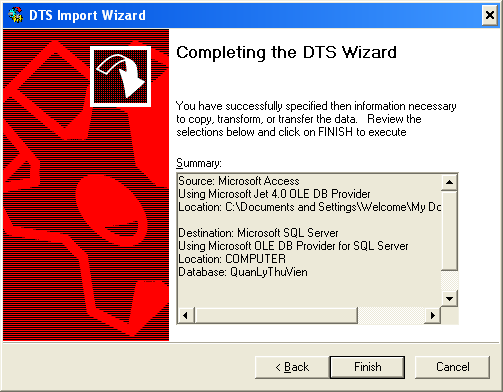 DTS Import Wizard
Completing the DTS Wizard
You have successfully specified then information necessary
to copy, transform, or transfer the data. Review the
selections below and click on FINISH to execute
Summary:
Source: Microsoft Access
Using Microsoft Jet 4.0 OLE DB Provider
Location: C:\Documents and Settings\Welcome\My Do
Destination: Microsoft SQL Server
Using Microsoft OLE DB Provider for SQL Server
Location: COMPUTER
Database: QuanLyThuVien
< Back
Finish
Cancel